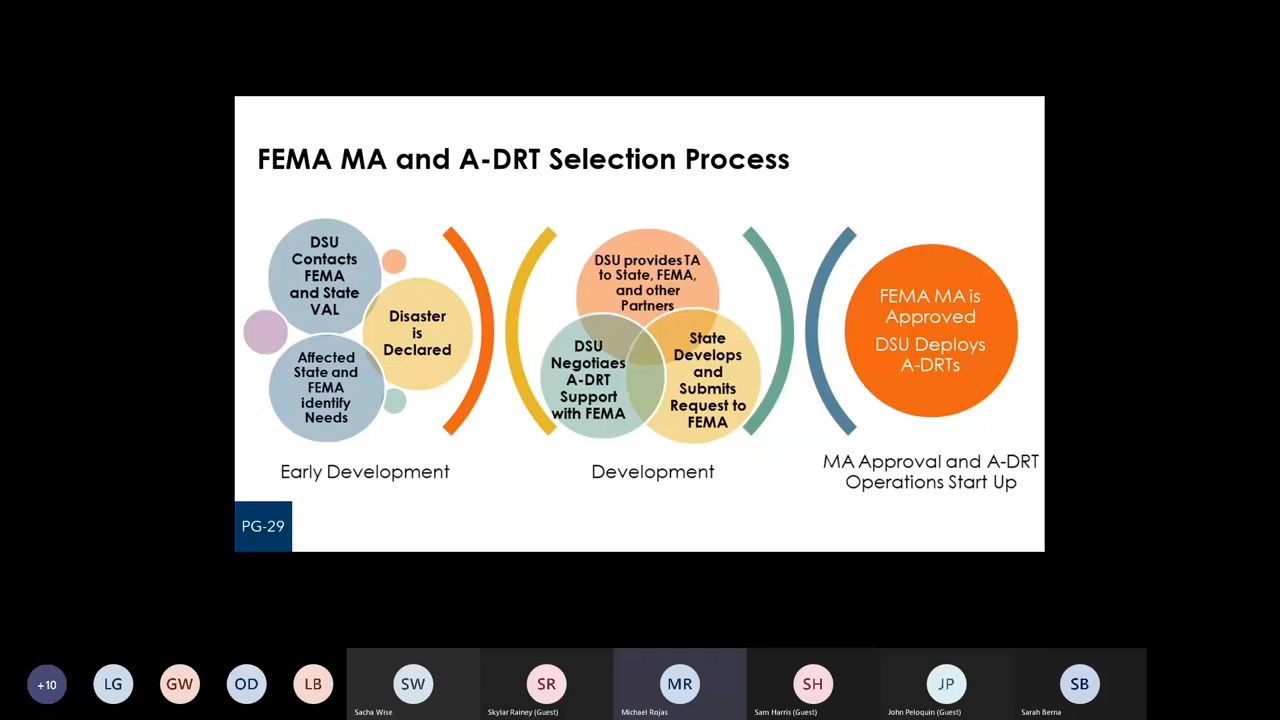 FEMA MA and A-DRT Selection Process
DSU
Contacts
FEMA
and State
VAL
Disaster
is
Declared
Affected
State and
FEMA
identify
Needs
Early Development
DSU provides TA
to State, FEMA,
and other
Partners
DSU
Negotiaes
A-DRT
Support
with FEMA
State
Develops
and
Submits
Request to
FEMA
Development
FEMA MA is
Approved
DSU Deploys
A-DRTs
MA Approval and A-DRT
Operations Start Up
PG-29
+10
LG
GW
OD
LB
SW
Sacha Wise
SR
Skylar Rainey (Guest)
MR
Michael Rojas
SH
Sam Harris (Guest)
JP
John Peloquin (Guest)
SB
Sarah Berna